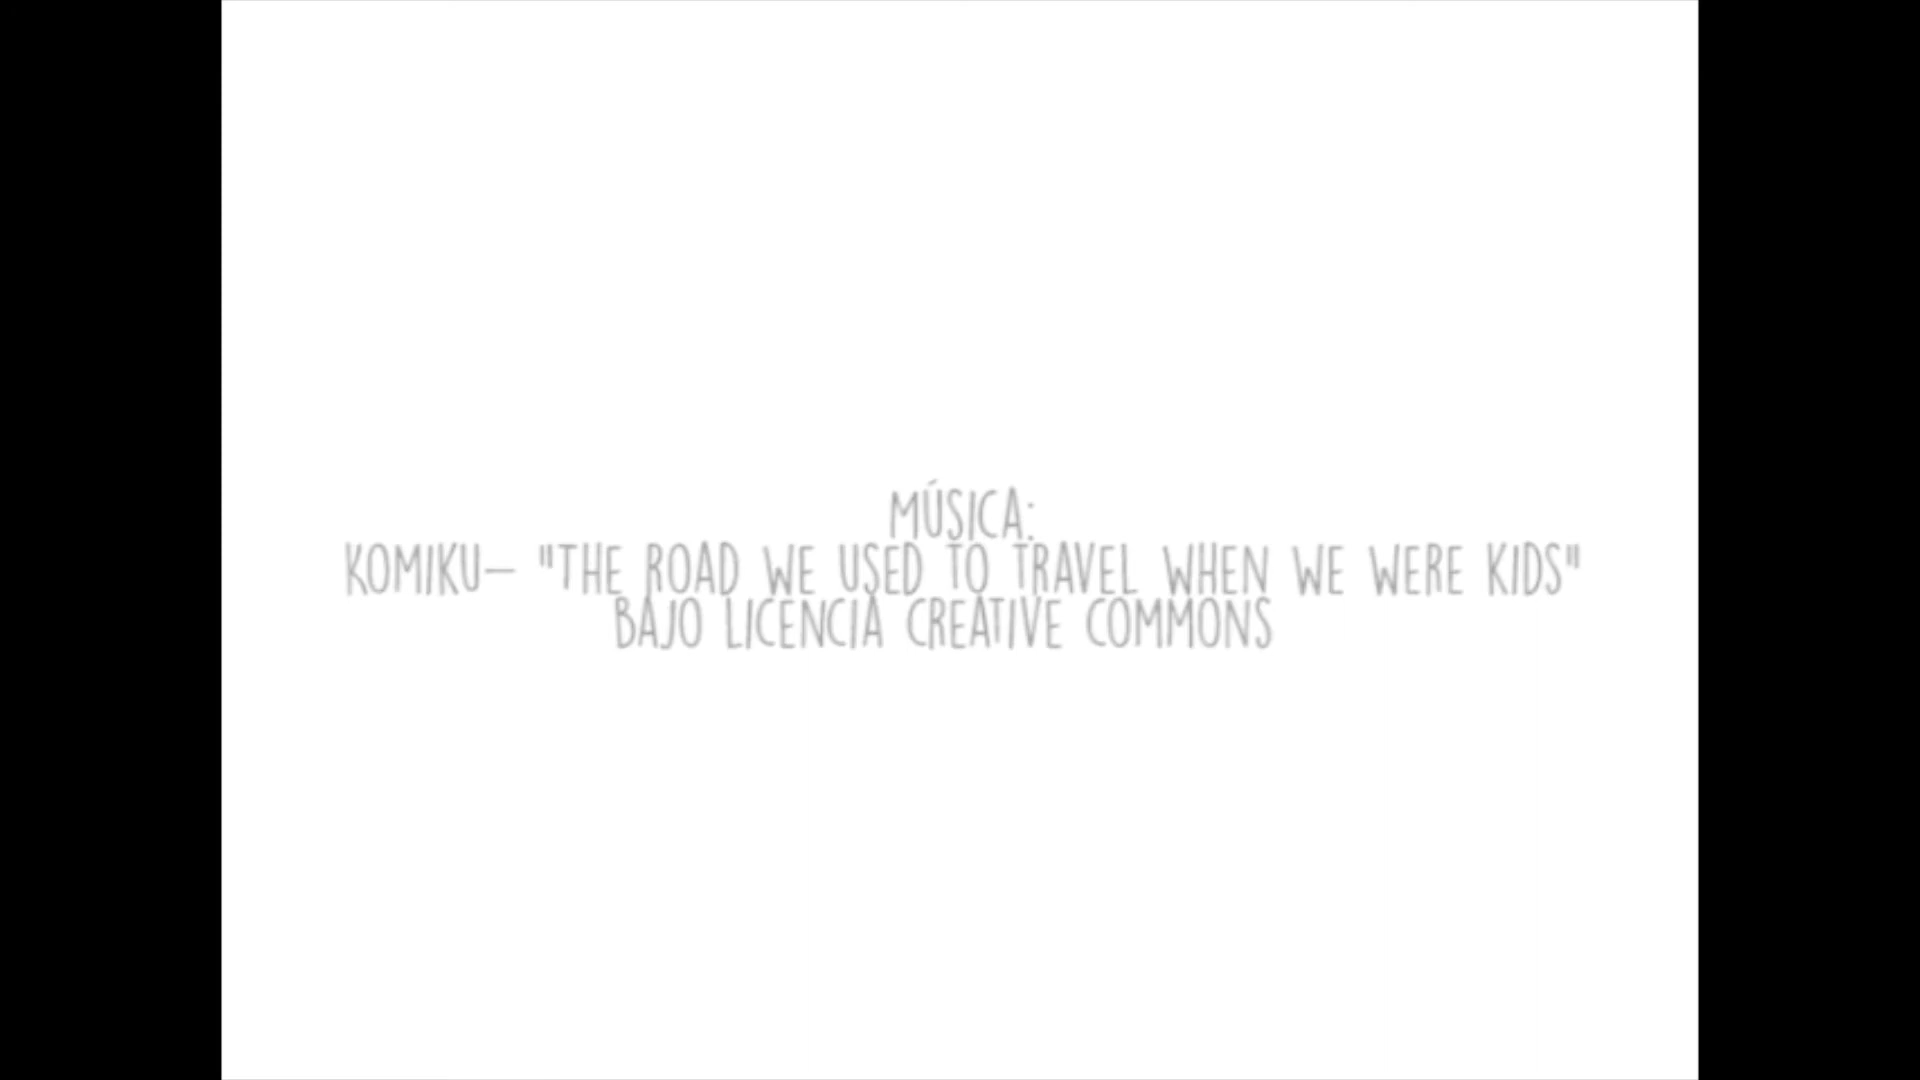 MÚSICA:
KOMIKU- "THE ROAD WE USED TO TRAVEL WHEN WE WERE KIDS"
BAJO LICENCIA CREATIVE COMMONS